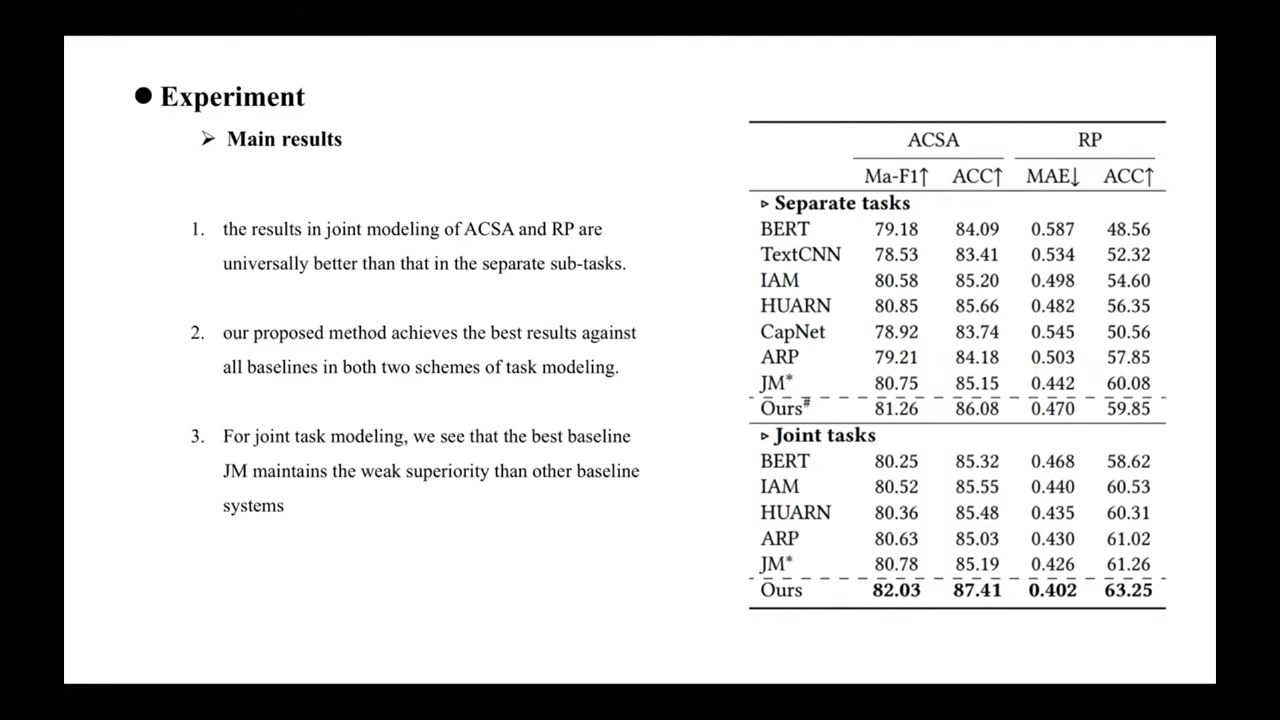 ● Experiment
➢ Main results
1. the results in joint modeling of ACSA and RP are
universally better than that in the separate sub-tasks.
2. our proposed method achieves the best results against
all baselines in both two schemes of task modeling.
3. For joint task modeling, we see that the best baseline
JM maintains the weak superiority than other baseline
systems
ACSA RP
Ma-F1↑ ACC↑ MAE↓ ACC↑
▹ Separate tasks
BERT 79.18 84.09 0.587 48.56
TextCNN 78.53 83.41 0.534 52.32
IAM 80.58 85.20 0.498 54.60
HUARN 80.85 85.66 0.482 56.35
CapNet 78.92 83.74 0.545 50.56
ARP 79.21 84.18 0.503 57.85
JM* 80.75 85.15 0.442 60.08
Ours# 81.26 86.08 0.470 59.85
▹ Joint tasks
BERT 80.25 85.32 0.468 58.62
IAM 80.52 85.55 0.440 60.53
HUARN 80.36 85.48 0.435 60.31
ARP 80.63 85.03 0.430 61.02
JM* 80.78 85.19 0.426 61.26
Ours 82.03 87.41 0.402 63.25